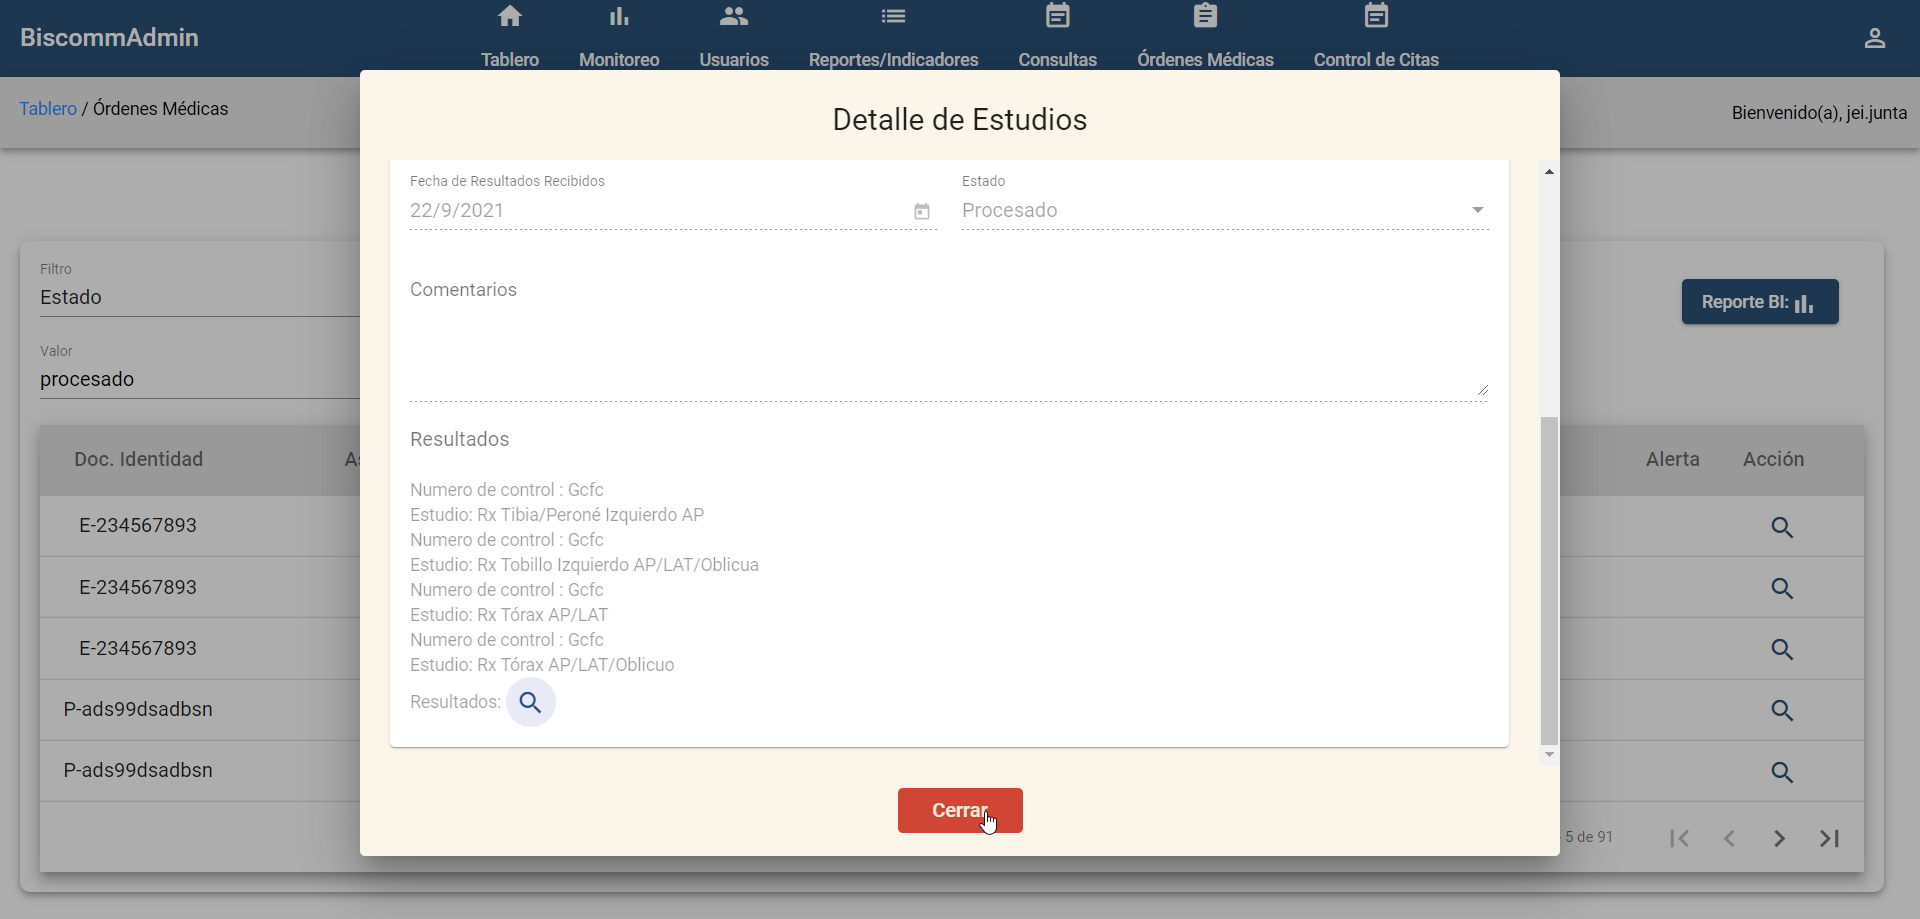 BiscommAdmin
Tablero
Monitoreo
Usuarios
Reportes/Indicadores
Consultas
Órdenes Médicas
Control de Citas
Tablero / Órdenes Médicas
Bienvenido(a), jei.junta
Detalle de Estudios
Fecha de Resultados Recibidos
22/9/2021
Estado
Procesado
Comentarios
Resultados
Numero de control : Gcfc
Estudio: Rx Tibia/Peroné Izquierdo AP
Numero de control : Gcfc
Estudio: Rx Tobillo Izquierdo AP/LAT/Oblicua
Numero de control : Gcfc
Estudio: Rx Tórax AP/LAT
Numero de control : Gcfc
Estudio: Rx Tórax AP/LAT/Oblicuo
Resultados:
Cerrar
Filtro
Estado
Valor
procesado
Reporte BI:
Doc. Identidad
Alerta
Acción
E-234567893
E-234567893
E-234567893
P-ads99dsadbsn
P-ads99dsadbsn
5 de 91